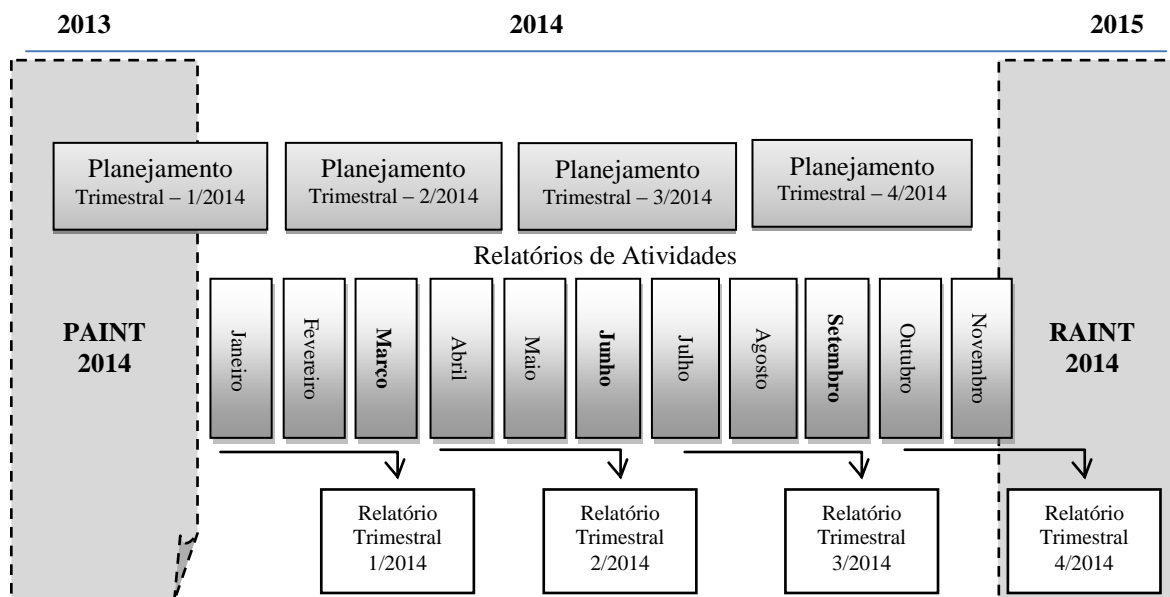 2013
2014
2015
Planejamento
Trimestral – 1/2014
Planejamento
Trimestral – 2/2014
Planejamento
Trimestral – 3/2014
Planejamento
Trimestral – 4/2014
Relatórios de Atividades
PAINT
2014
Janeiro
Fevereiro
Março
Abril
Maio
Junho
Julho
Agosto
Setembro
Outubro
Novembro
RAINT
2014
Relatório
Trimestral
1/2014
Relatório
Trimestral
2/2014
Relatório
Trimestral
3/2014
Relatório
Trimestral
4/2014